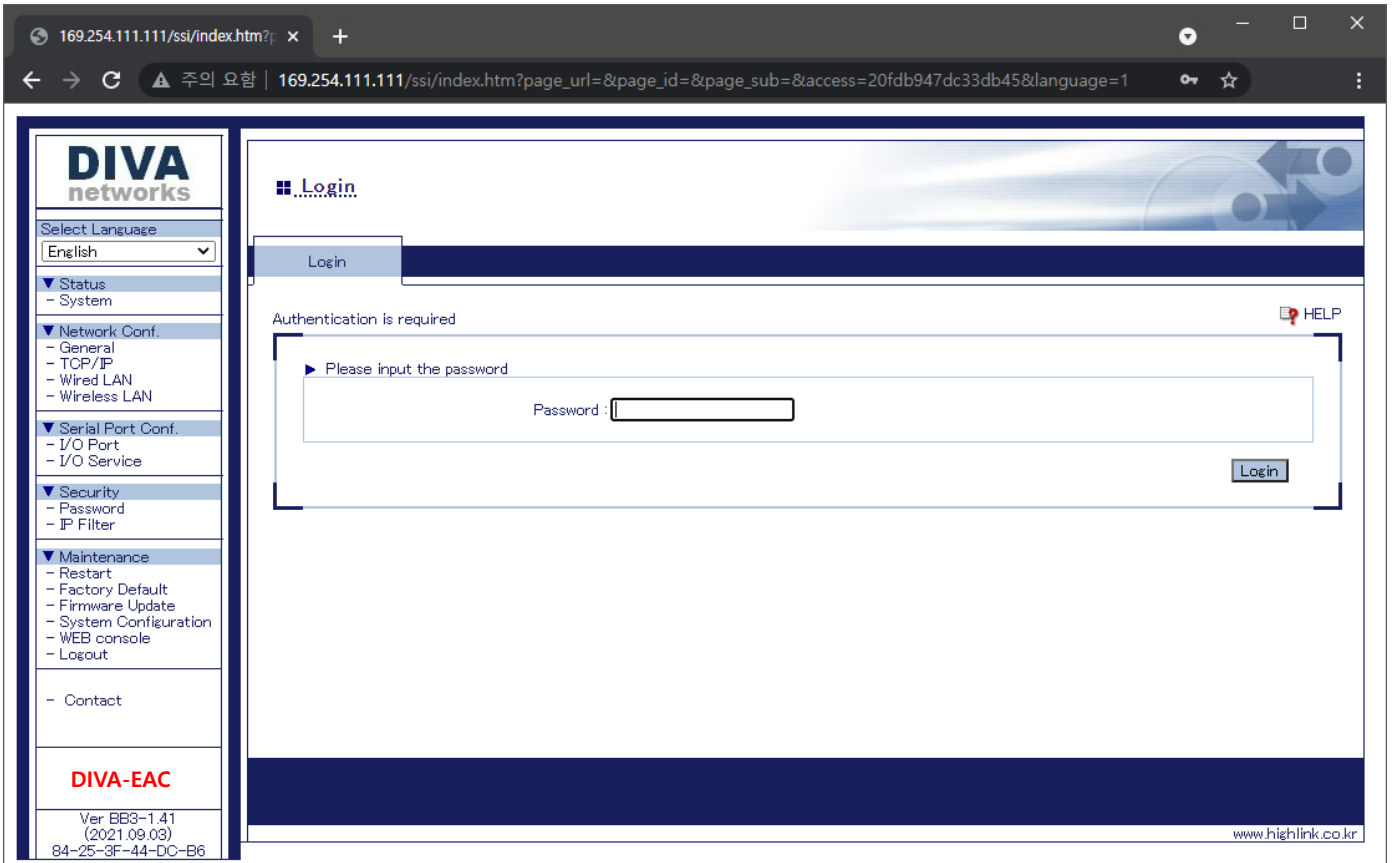 169.254.111.111/ssi/index.htm?p
주의 요함 | 169.254.111.111/ssi/index.htm?page_url=&page_id=&page_sub=&access=20fdb947dc33db45&language=1
DIVA
networks
Select Language
English
▼ Status
- System
▼ Network Conf.
- General
- TCP/IP
- Wired LAN
- Wireless LAN
▼ Serial Port Conf.
- I/O Port
- I/O Service
▼ Security
- Password
- IP Filter
▼ Maintenance
- Restart
- Factory Default
- Firmware Update
- System Configuration
- WEB console
- Logout
- Contact
DIVA-EAC
Ver BB3-1.41
(2021.09.03)
84-25-3F-44-DC-B6
Login
Login
Authentication is required
HELP
Please input the password
Password :
Login
www.highlink.co.kr